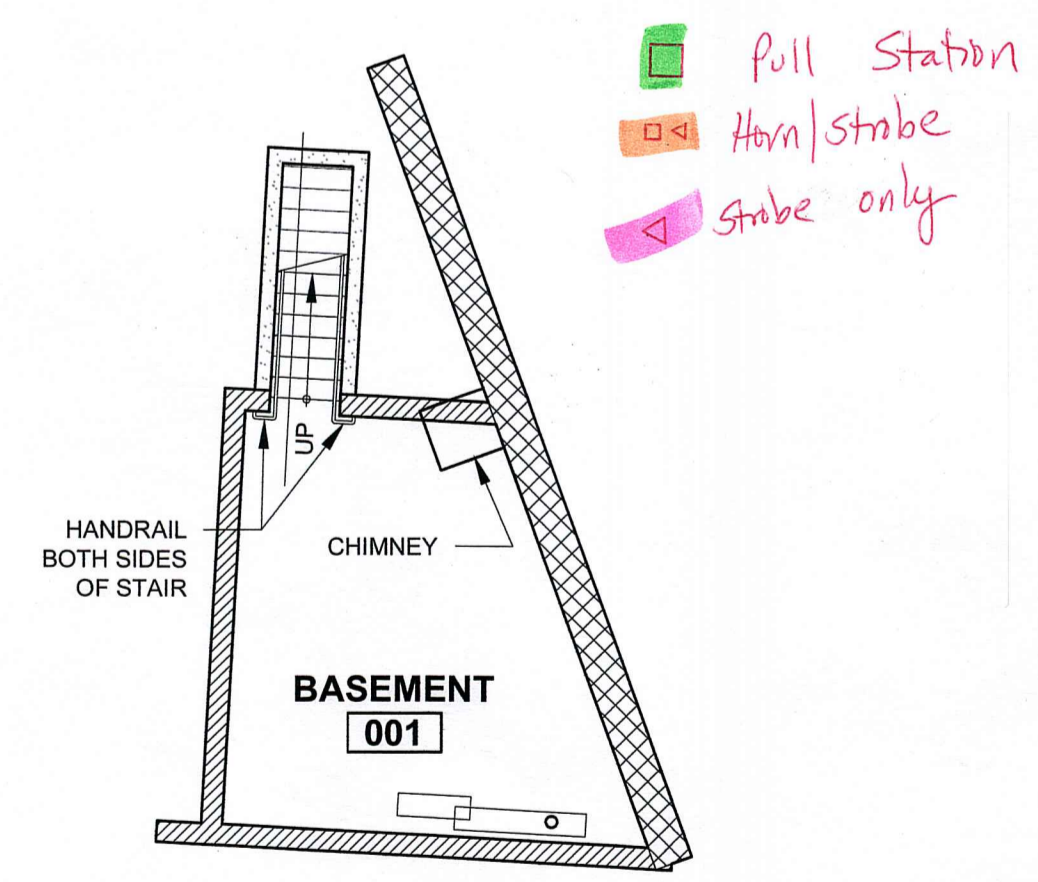 Pull Station
Horn/strobe
strobe only
UP
HANDRAIL
BOTH SIDES
OF STAIR
CHIMNEY
BASEMENT
001